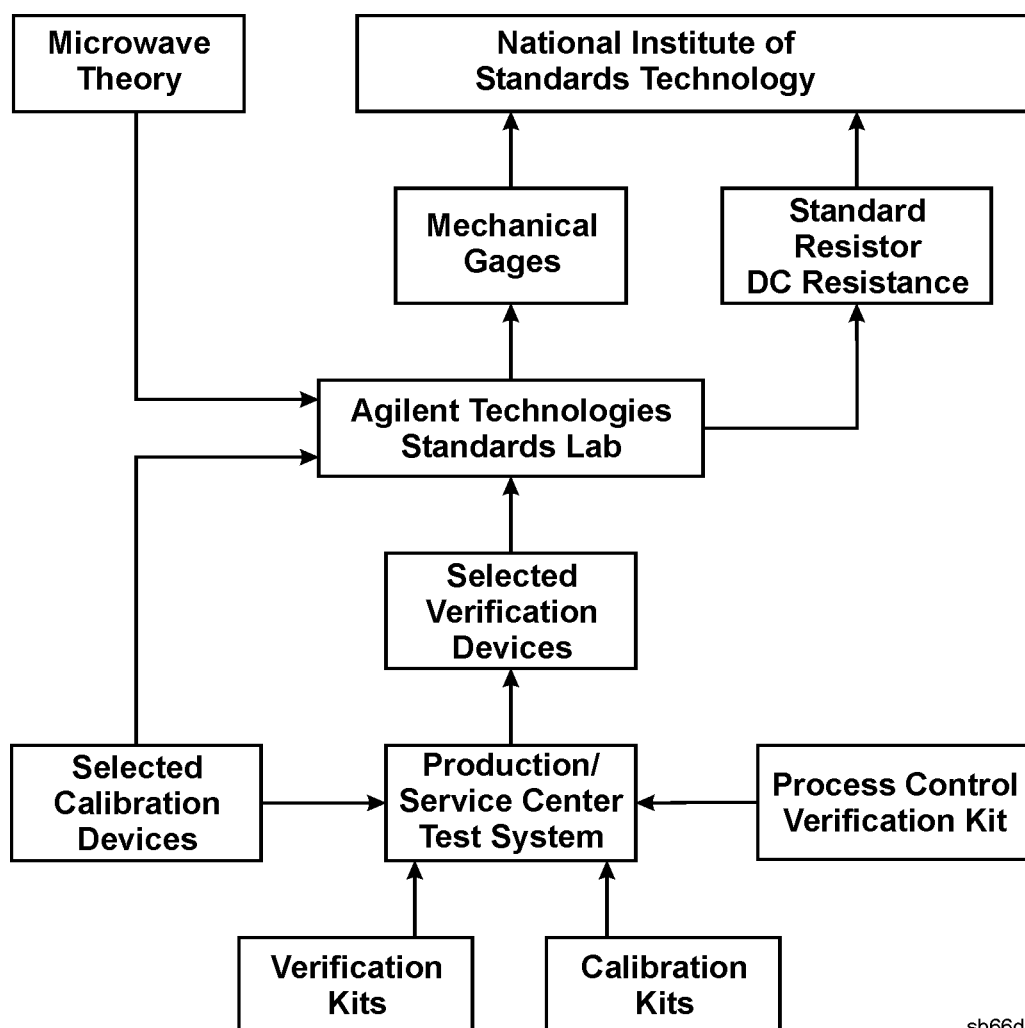 Microwave
Theory
National Institute of
Standards Technology
Mechanical
Gages
Standard
Resistor
DC Resistance
Agilent Technologies
Standards Lab
Selected
Verification
Devices
Selected
Calibration
Devices
Production/
Service Center
Test System
Process Control
Verification Kit
Verification
Kits
Calibration
Kits
sb66d